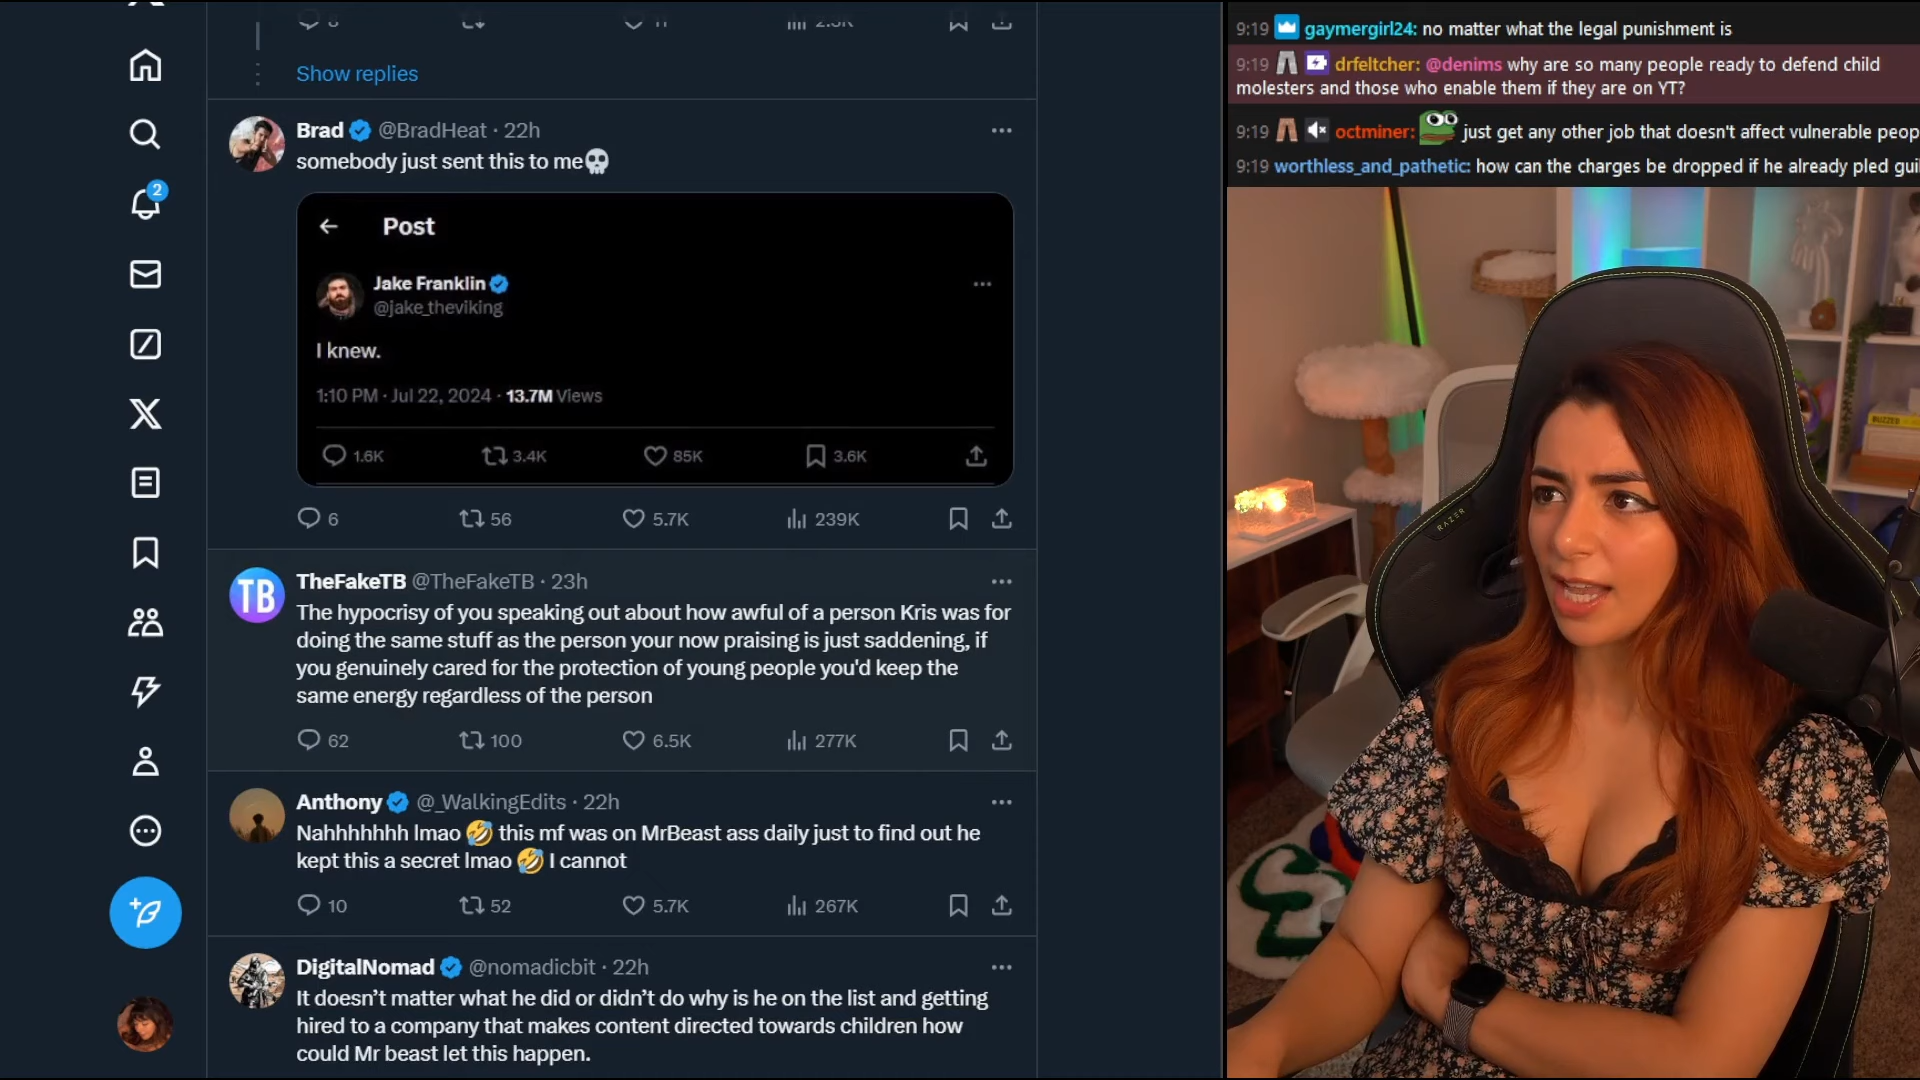 8 11 2.3K
Show replies
Brad @BradHeat · 22h
somebody just sent this to me💀
Post
Jake Franklin
@jake_theviking
I knew.
1:10 PM · Jul 22, 2024 · 13.7M Views
1.6K 3.4K 85K 3.6K
6 56 5.7K 239K
TB
TheFakeTB @TheFakeTB · 23h
The hypocrisy of you speaking out about how awful of a person Kris was for
doing the same stuff as the person your now praising is just saddening, if
you genuinely cared for the protection of young people you'd keep the
same energy regardless of the person
62 100 6.5K 277K
Anthony @_WalkingEdits · 22h
Nahhhhhhh lmao 🤣 this mf was on MrBeast ass daily just to find out he
kept this a secret lmao 🤣 I cannot
10 52 5.7K 267K
DigitalNomad @nomadicbit · 22h
It doesn't matter what he did or didn't do why is he on the list and getting
hired to a company that makes content directed towards children how
could Mr beast let this happen.
2
9:19 gaymergirl24: no matter what the legal punishment is
9:19 drfeltcher: @denims why are so many people ready to defend child
molesters and those who enable them if they are on YT?
9:19 octminer: just get any other job that doesn't affect vulnerable peop
9:19 worthless_and_pathetic: how can the charges be dropped if he already pled gui
RAZER